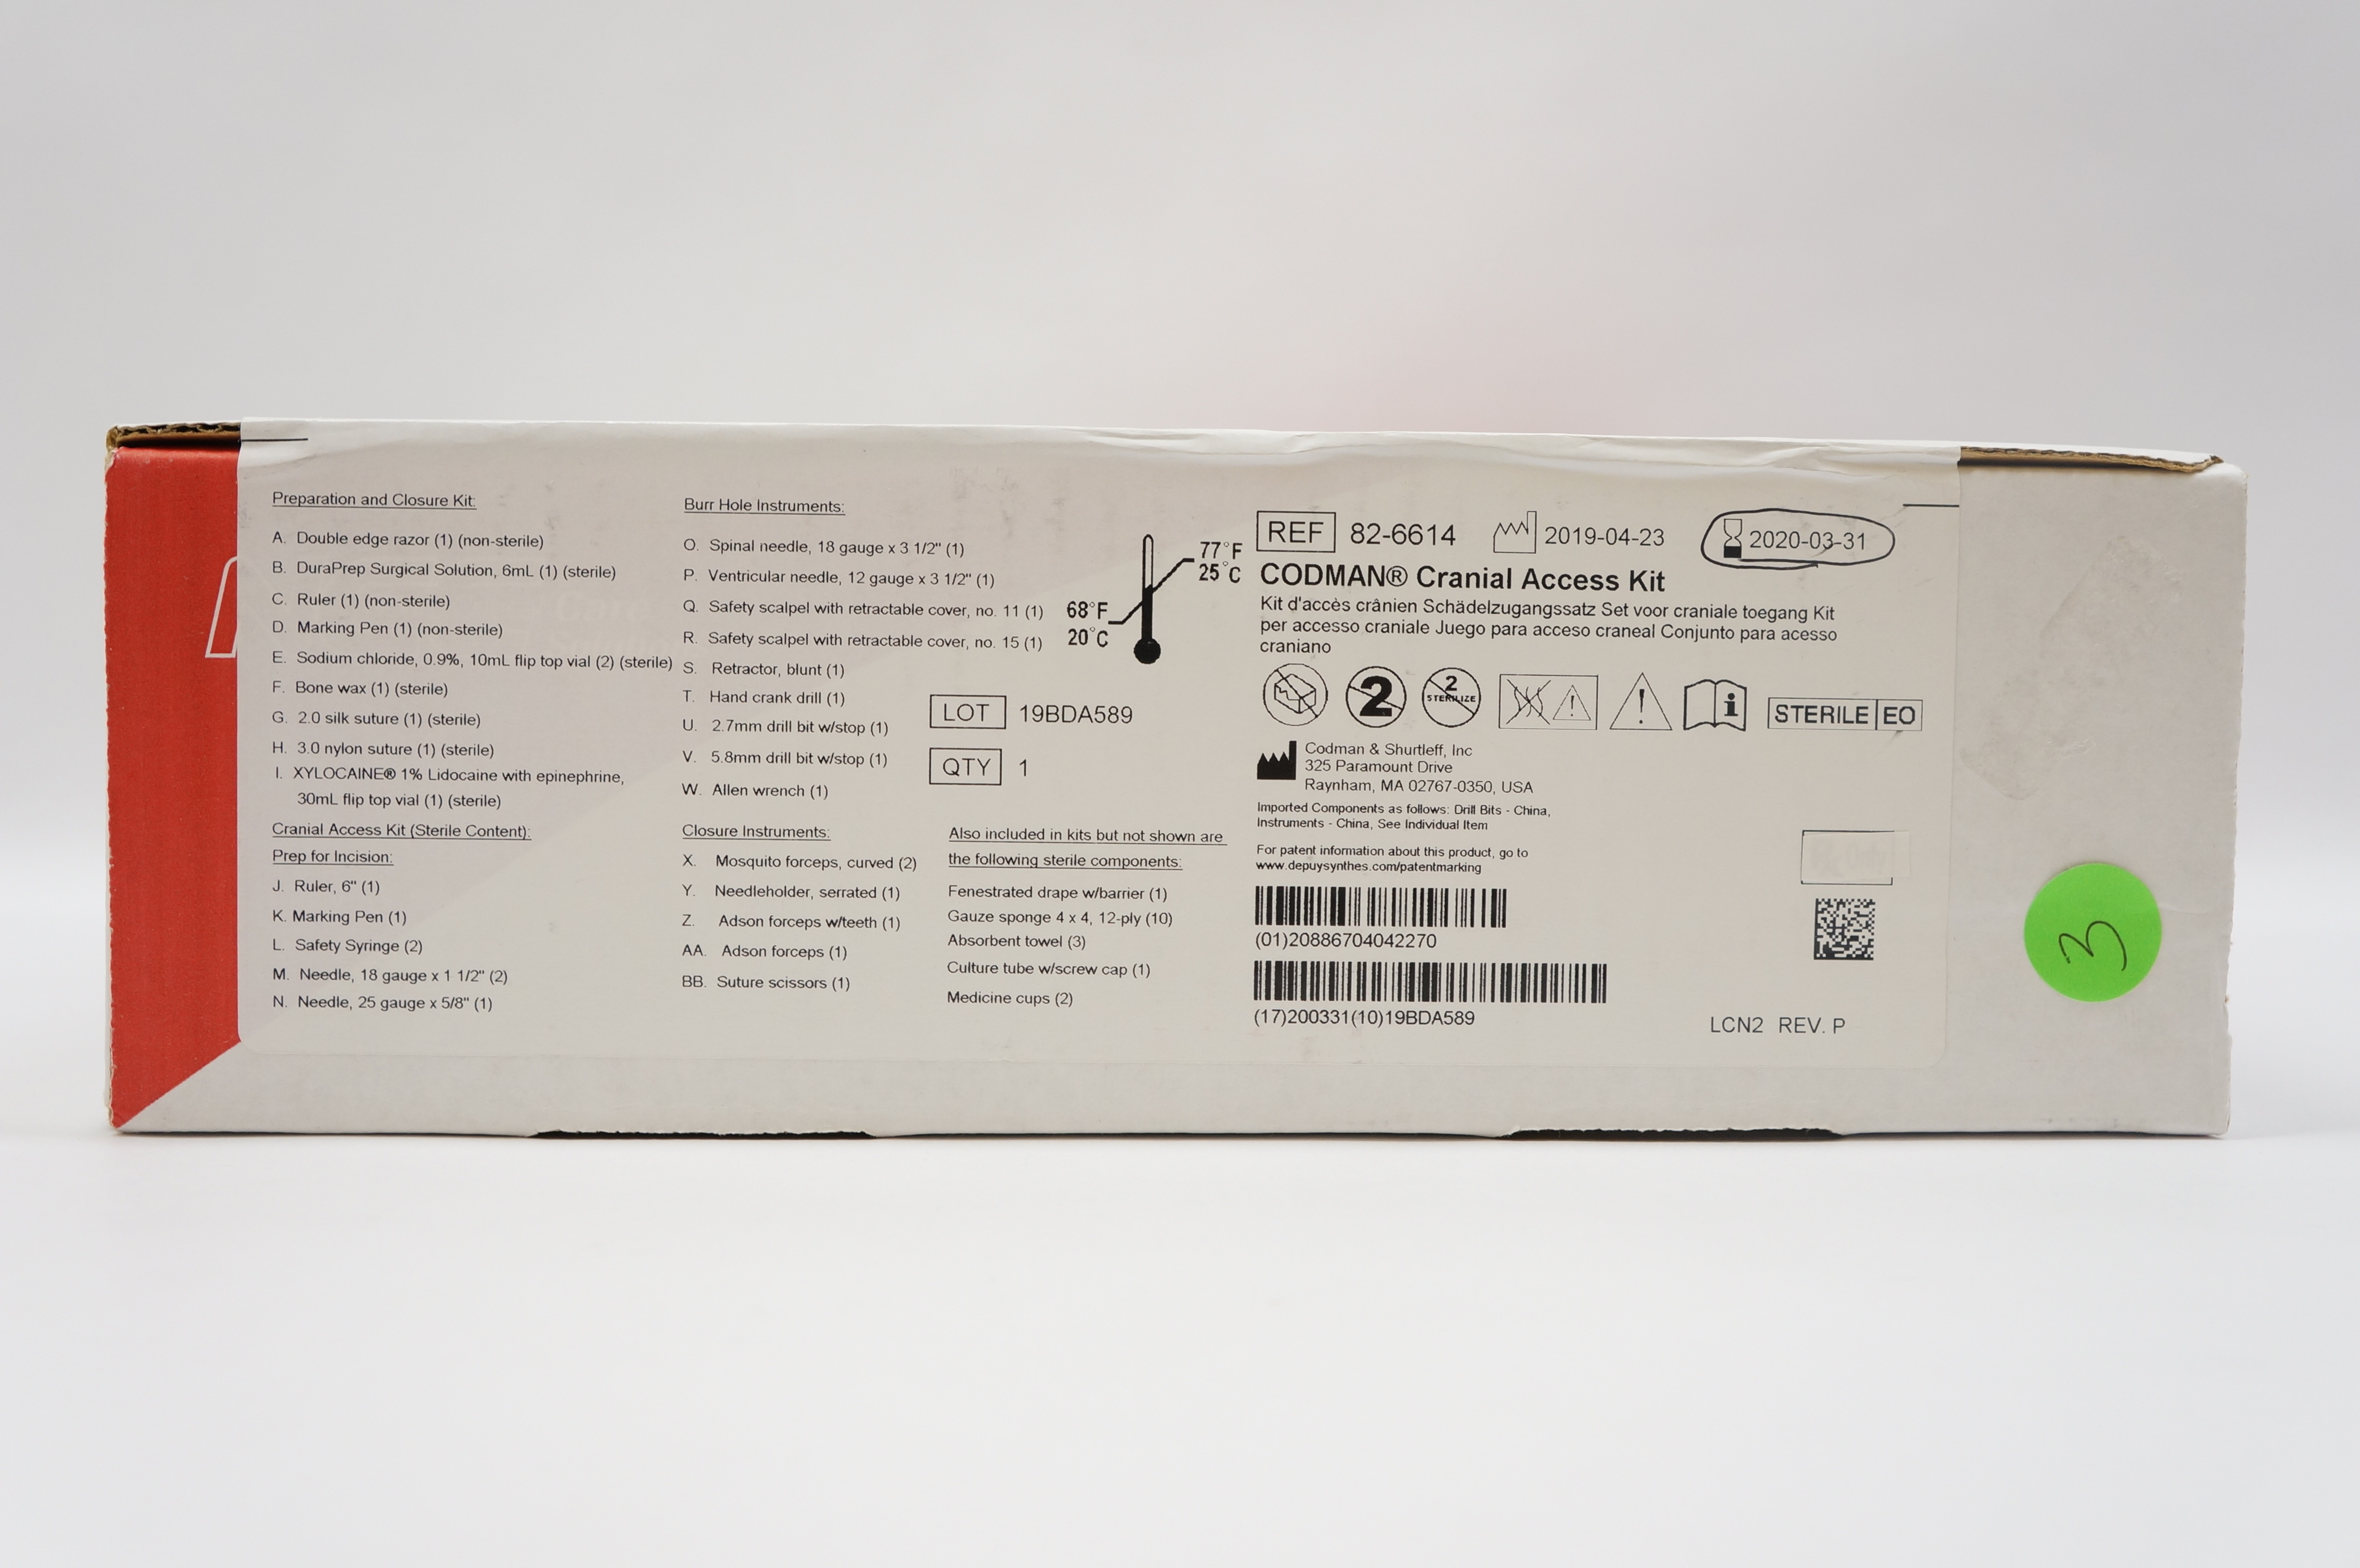 Preparation and Closure Kit:
A. Double edge razor (1) (non-sterile)
B. DuraPrep Surgical Solution, 6mL (1) (sterile)
C. Ruler (1) (non-sterile)
D. Marking Pen (1) (non-sterile)
E. Sodium chloride, 0.9%, 10mL flip top vial (2) (sterile)
F. Bone wax (1) (sterile)
G. 2.0 silk suture (1) (sterile)
H. 3.0 nylon suture (1) (sterile)
I. XYLOCAINE® 1% Lidocaine with epinephrine,
30mL flip top vial (1) (sterile)
Cranial Access Kit (Sterile Content):
Prep for Incision:
J. Ruler, 6" (1)
K. Marking Pen (1)
L. Safety Syringe (2)
M. Needle, 18 gauge x 1 1/2" (2)
N. Needle, 25 gauge x 5/8" (1)
Burr Hole Instruments:
O. Spinal needle, 18 gauge x 3 1/2" (1)
P. Ventricular needle, 12 gauge x 3 1/2" (1)
Q. Safety scalpel with retractable cover, no. 11 (1)
R. Safety scalpel with retractable cover, no. 15 (1)
S. Retractor, blunt (1)
T. Hand crank drill (1)
U. 2.7mm drill bit w/stop (1)
V. 5.8mm drill bit w/stop (1)
W. Allen wrench (1)
Closure Instruments:
X. Mosquito forceps, curved (2)
Y. Needleholder, serrated (1)
Z. Adson forceps w/teeth (1)
AA. Adson forceps (1)
BB. Suture scissors (1)
77°F
25°C
68°F
20°C
LOT 19BDA589
QTY 1
Also included in kits but not shown are
the following sterile components:
Fenestrated drape w/barrier (1)
Gauze sponge 4 x 4, 12-ply (10)
Absorbent towel (3)
Culture tube w/screw cap (1)
Medicine cups (2)
REF 82-6614 2019-04-23 2020-03-31
CODMAN® Cranial Access Kit
Kit d'accès crânien Schädelzugangssatz Set voor craniale toegang Kit
per accesso craniale Juego para acceso craneal Conjunto para acesso
craniano
2 2 STERILIZE STERILE EO
Codman & Shurtleff, Inc
325 Paramount Drive
Raynham, MA 02767-0350, USA
Imported Components as follows: Drill Bits - China,
Instruments - China, See Individual Item
For patent information about this product, go to
www.depuysynthes.com/patentmarking
(01)20886704042270
(17)200331(10)19BDA589
LCN2 REV. P
3